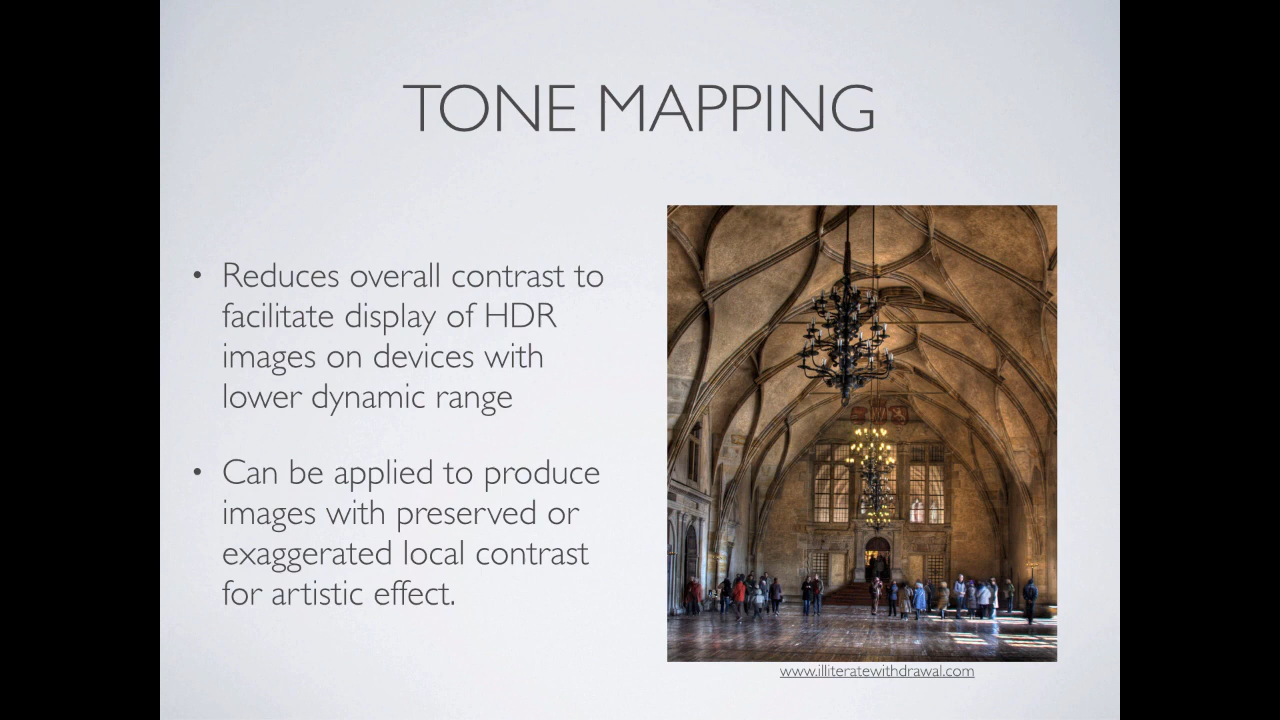 TONE MAPPING
• Reduces overall contrast to
facilitate display of HDR
images on devices with
lower dynamic range
• Can be applied to produce
images with preserved or
exaggerated local contrast
for artistic effect.
www.illiteratewithdrawal.com